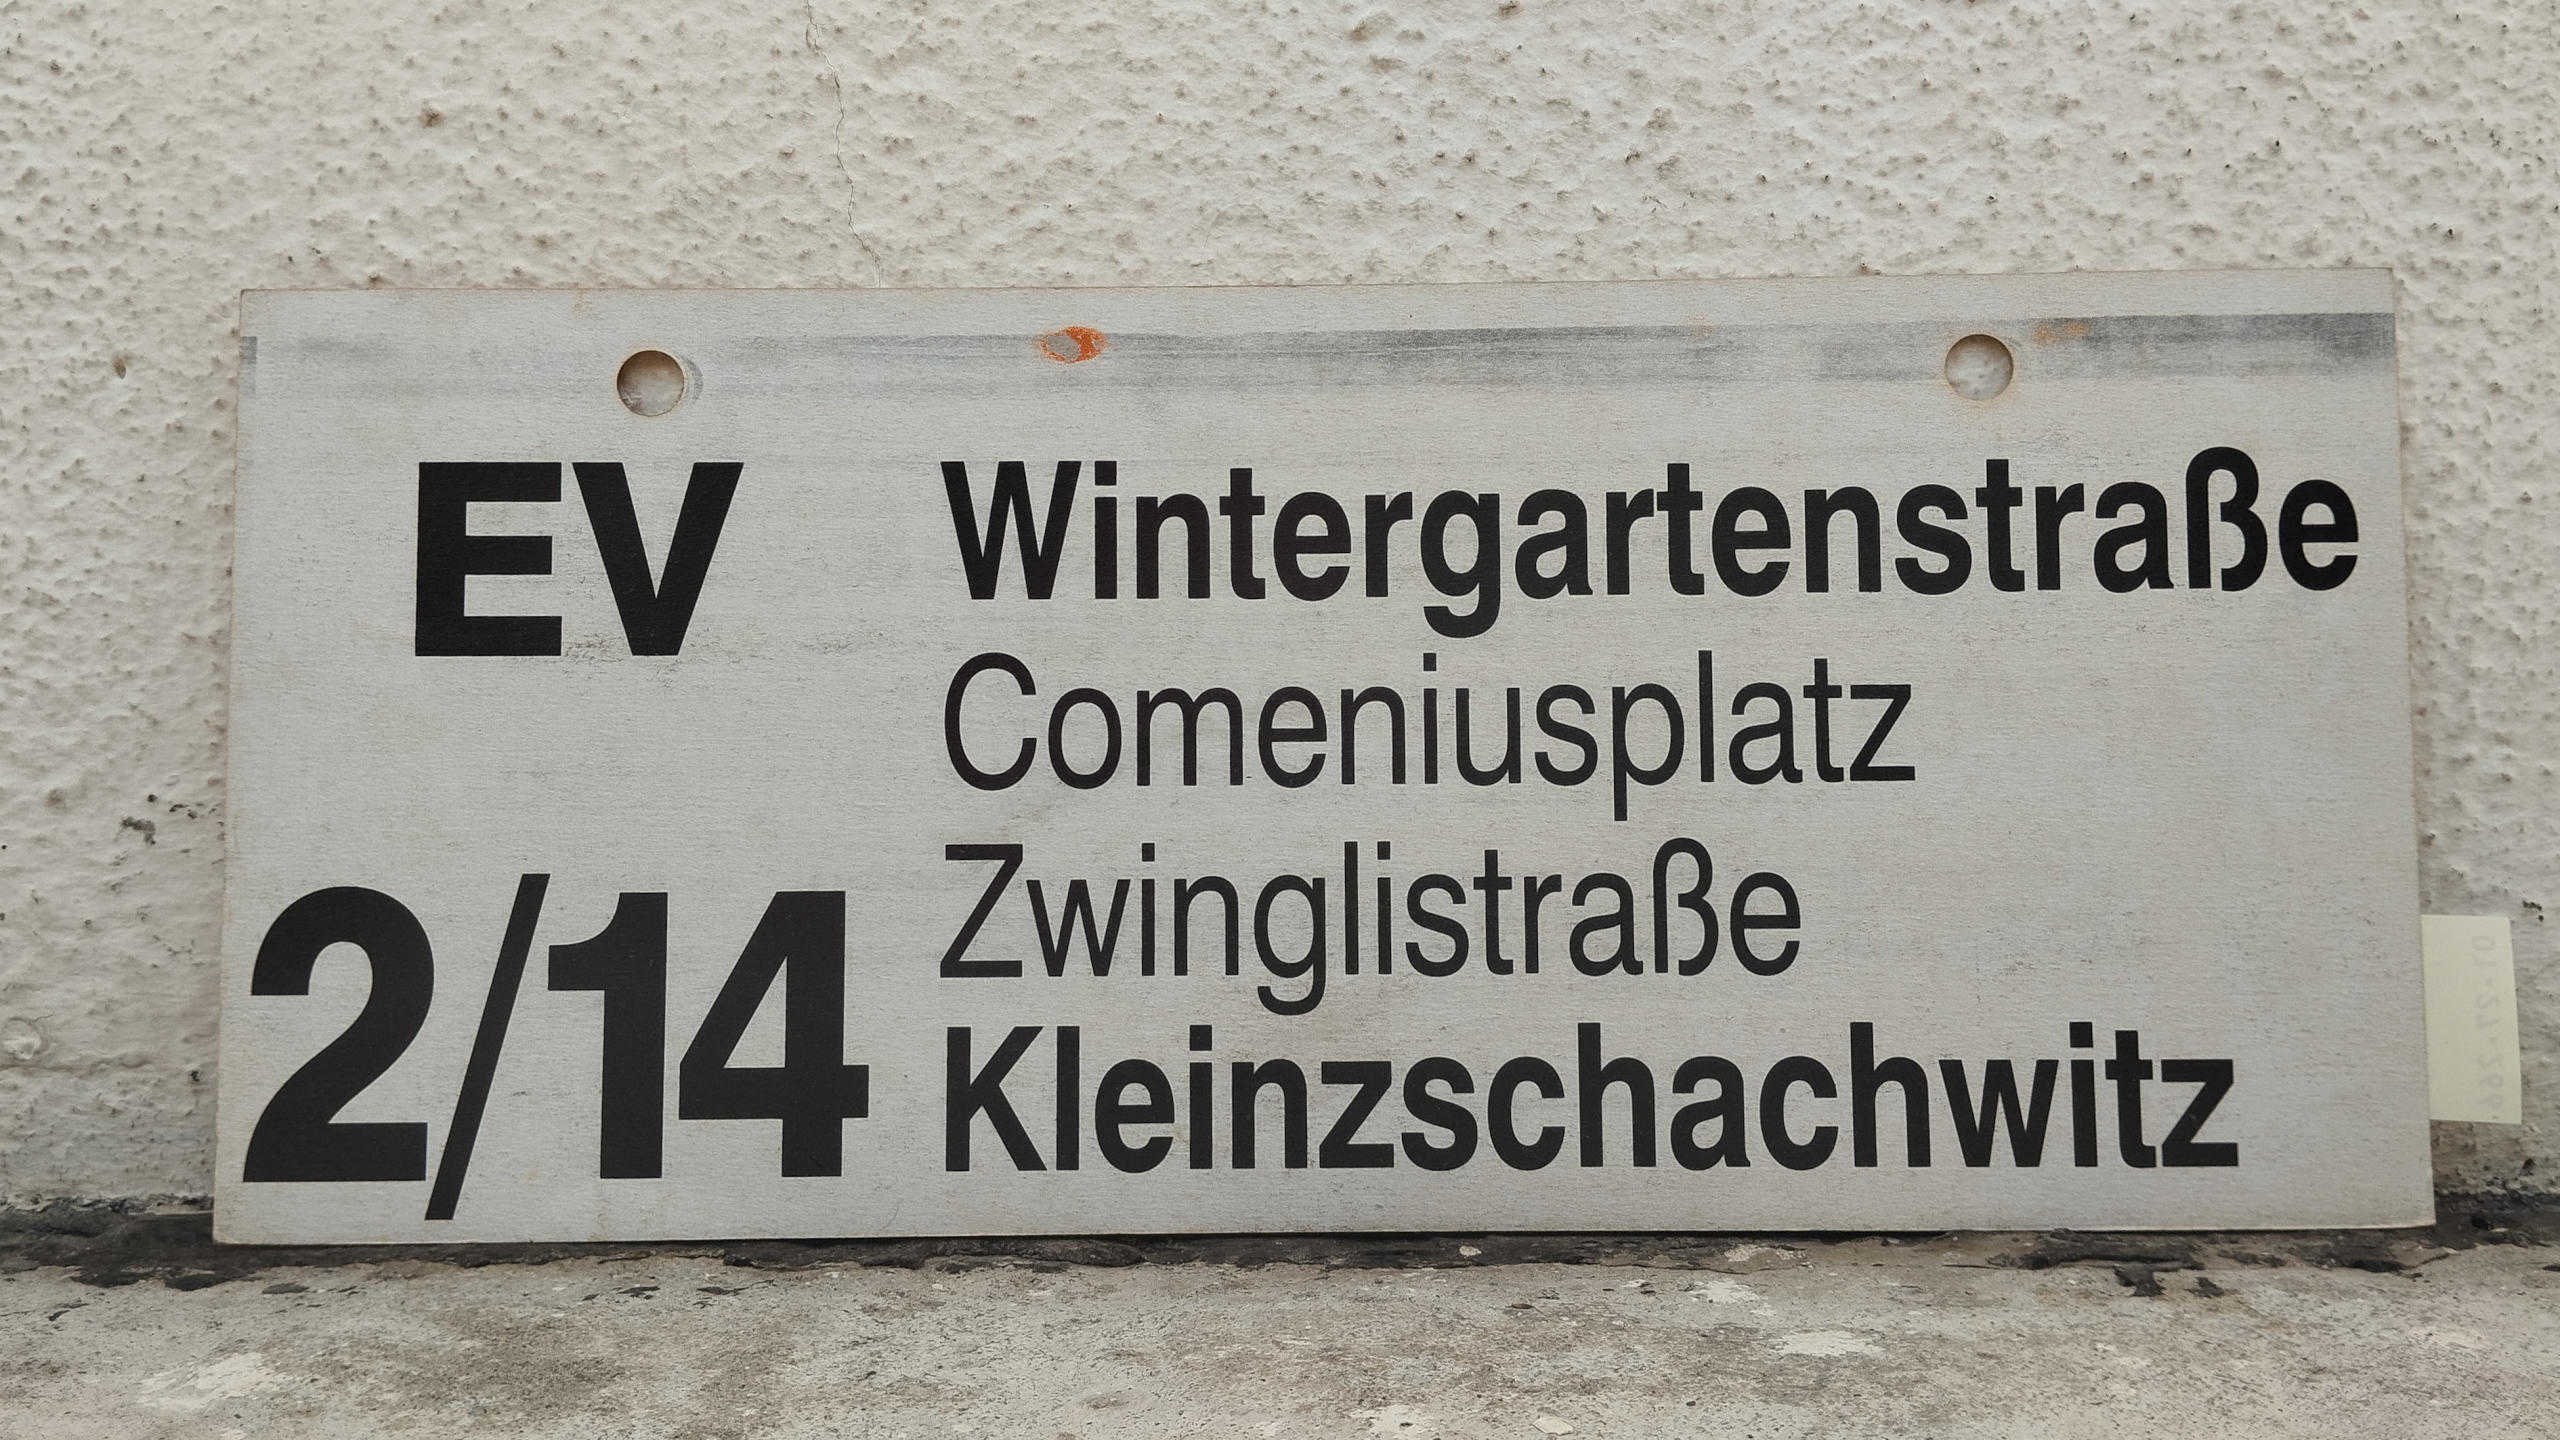 EV
2/14
Wintergartenstraße
Comeniusplatz
Zwinglistraße
Kleinzschachwitz